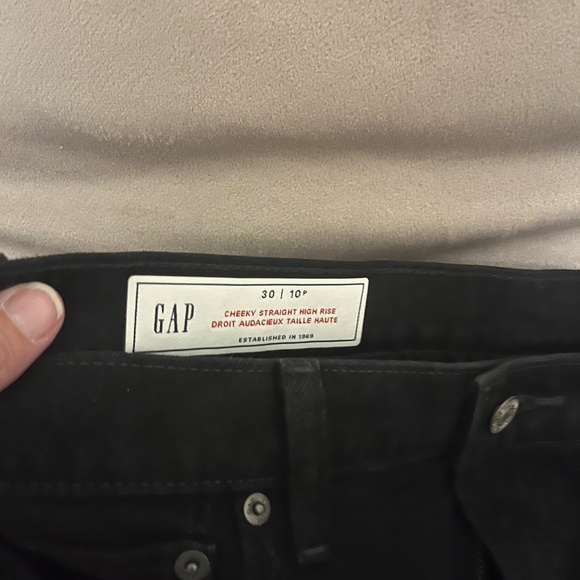 30 | 10P
GAP
CHEEKY STRAIGHT HIGH RISE
DROIT AUDACIEUX TAILLE HAUTE
ESTABLISHED IN 1969